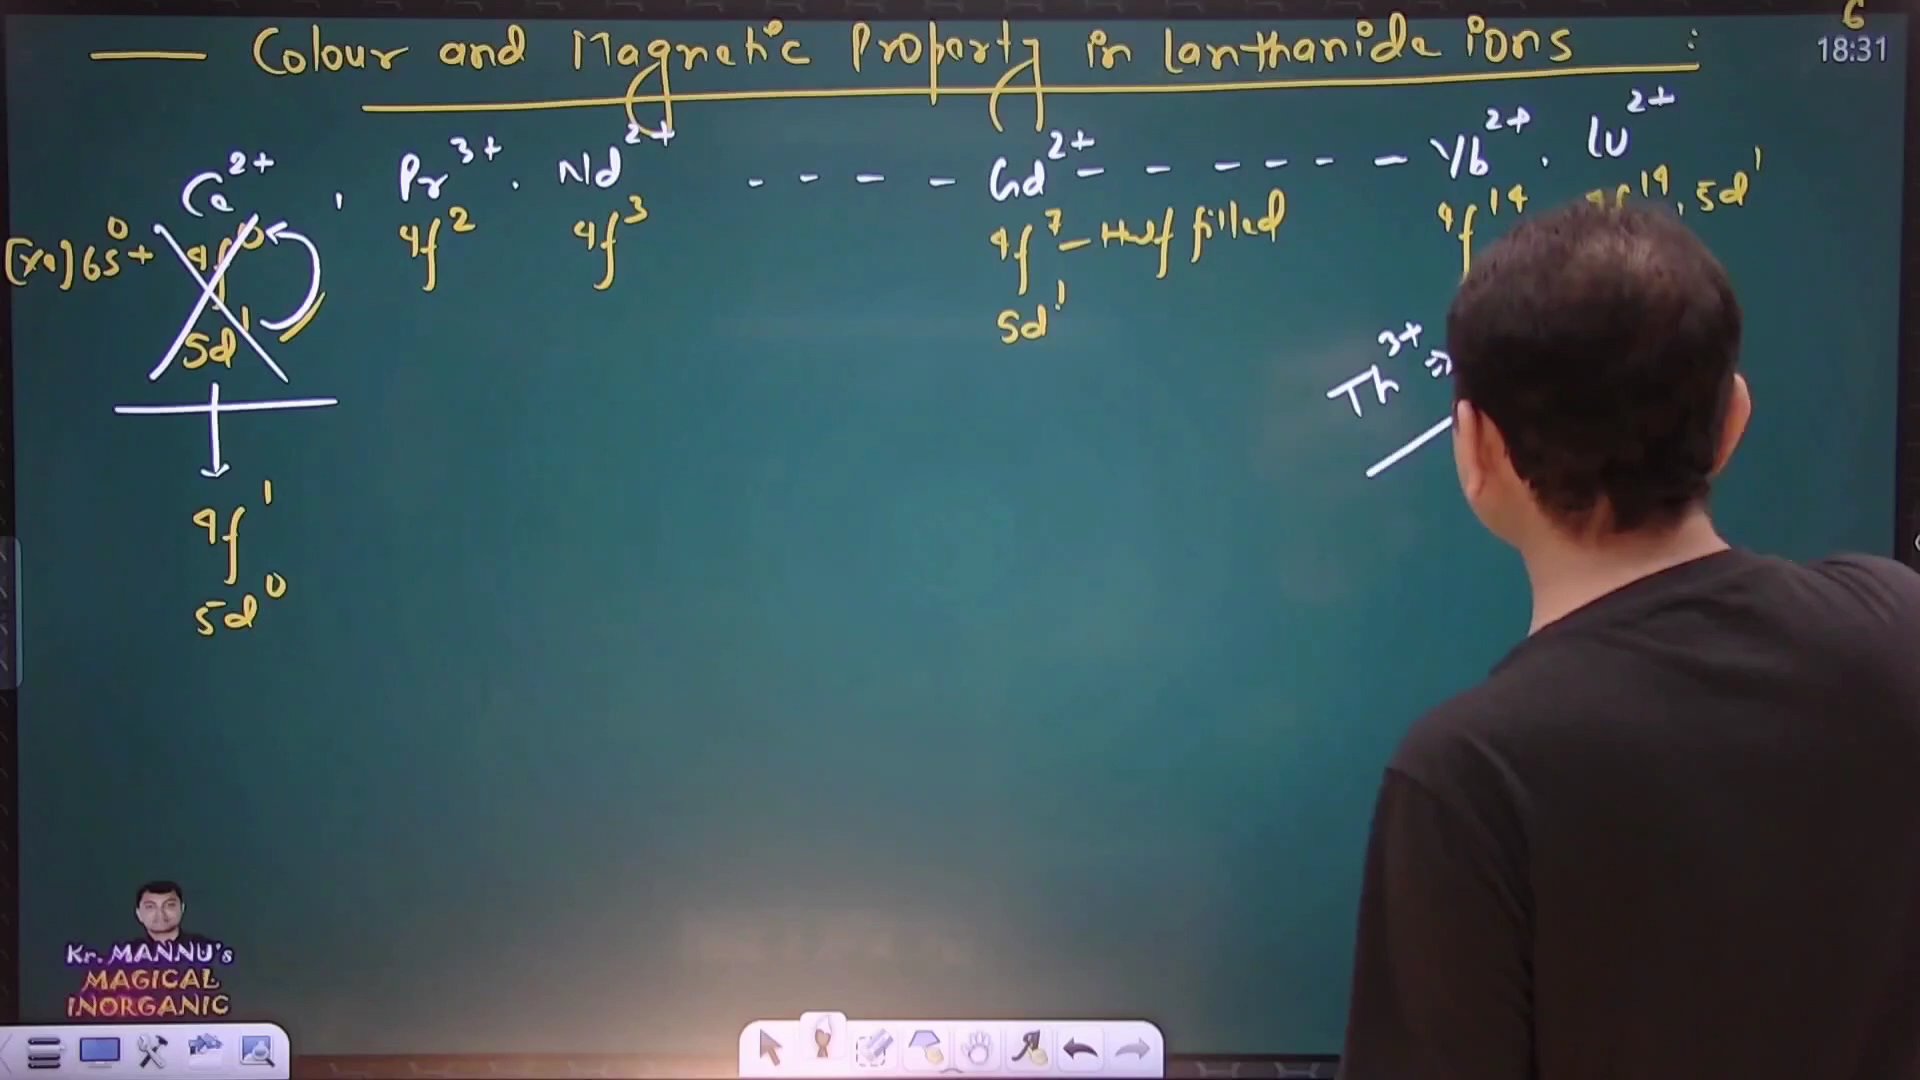 — Colour and Magnetic Property in Lanthanide ions :
6
18:31
Ce²⁺ , Pr³⁺ . Nd²⁺ - - - - Gd²⁺ - - - - - - - Yb²⁺ . Lu²⁺
[Xe] 6s⁰ + 4f⁰ 4f² 4f³ 4f⁷ – Half filled 4f¹⁴ 4f¹⁴, 5d¹
5d¹ 5d¹
Th³⁺ ⇒
4f¹
5d⁰
Kr. MANNU's
MAGICAL
INORGANIC